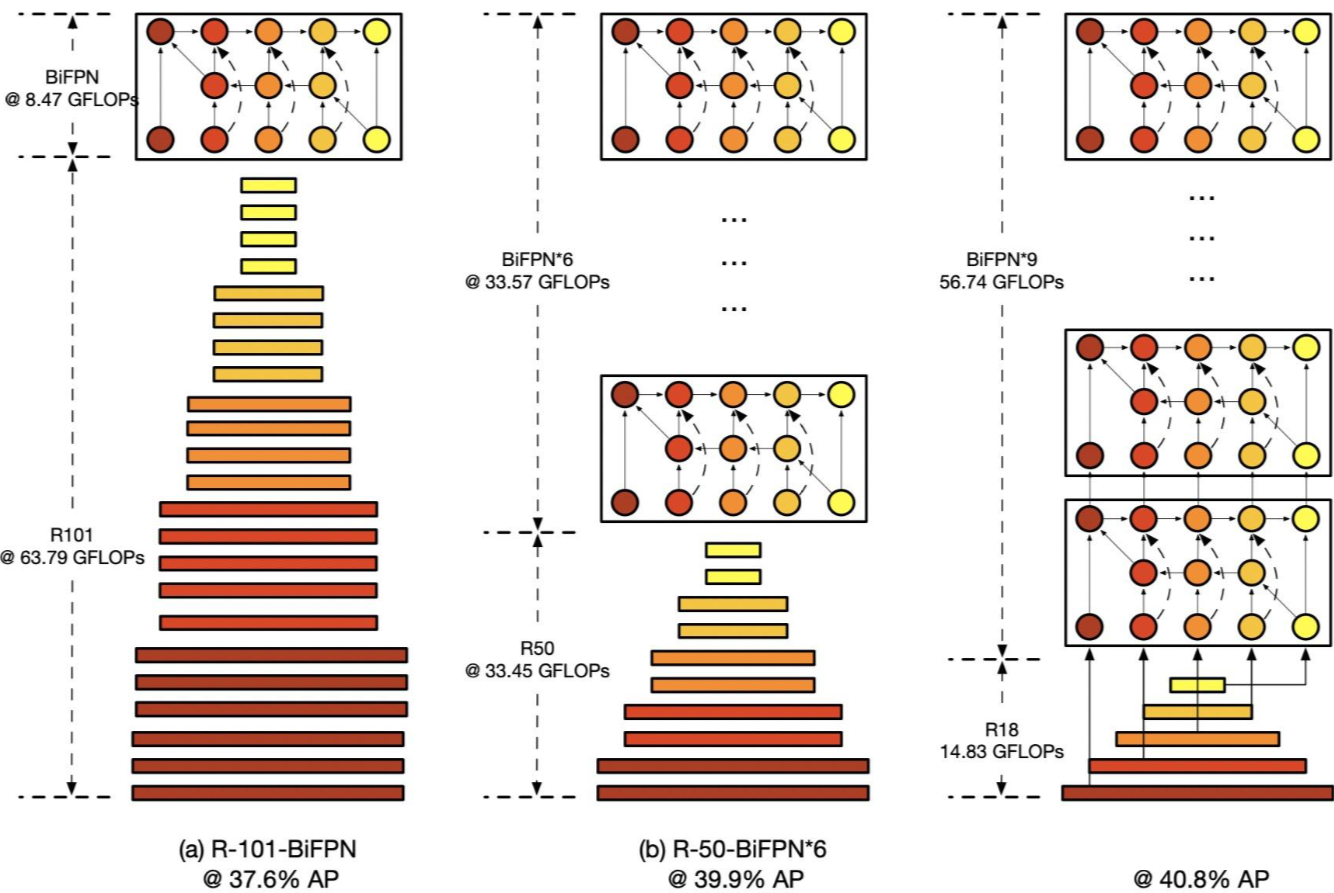 BiFPN
@ 8.47 GFLOPs
R101
@ 63.79 GFLOPs
(a) R-101-BiFPN
@ 37.6% AP
BiFPN*6
@ 33.57 GFLOPs
...
...
...
R50
@ 33.45 GFLOPs
(b) R-50-BiFPN*6
@ 39.9% AP
BiFPN*9
56.74 GFLOPs
...
...
...
R18
14.83 GFLOPs
@ 40.8% AP